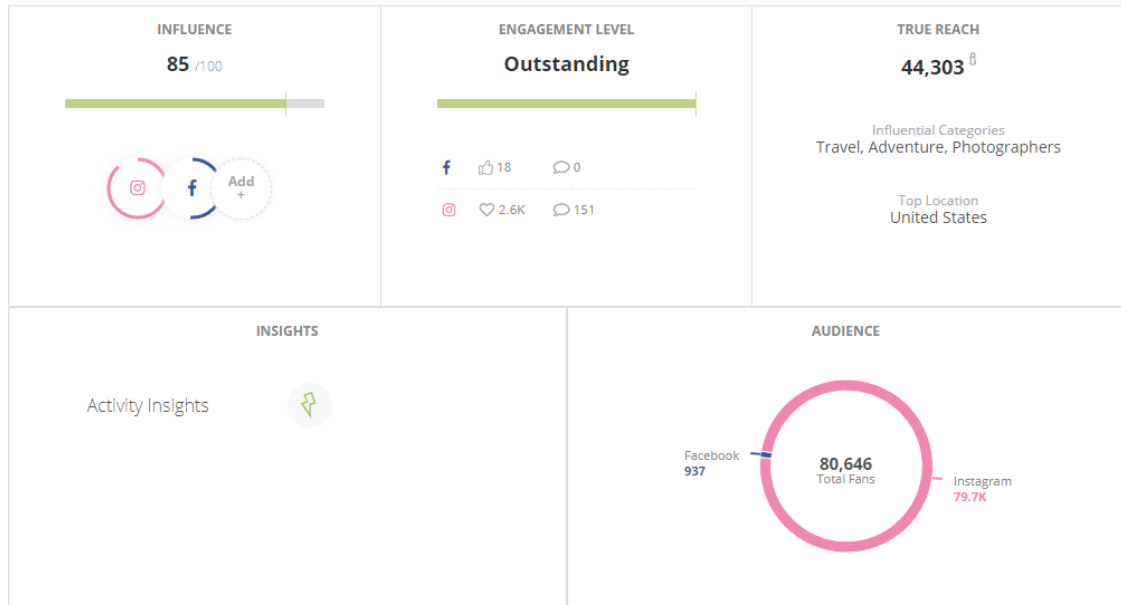 INFLUENCE
85 /100
Add
+
ENGAGEMENT LEVEL
Outstanding
18 0
2.6K 151
TRUE REACH
44,303
Influential Categories
Travel, Adventure, Photographers
Top Location
United States
INSIGHTS
Activity Insights
AUDIENCE
Facebook
937
80,646
Total Fans
Instagram
79.7K